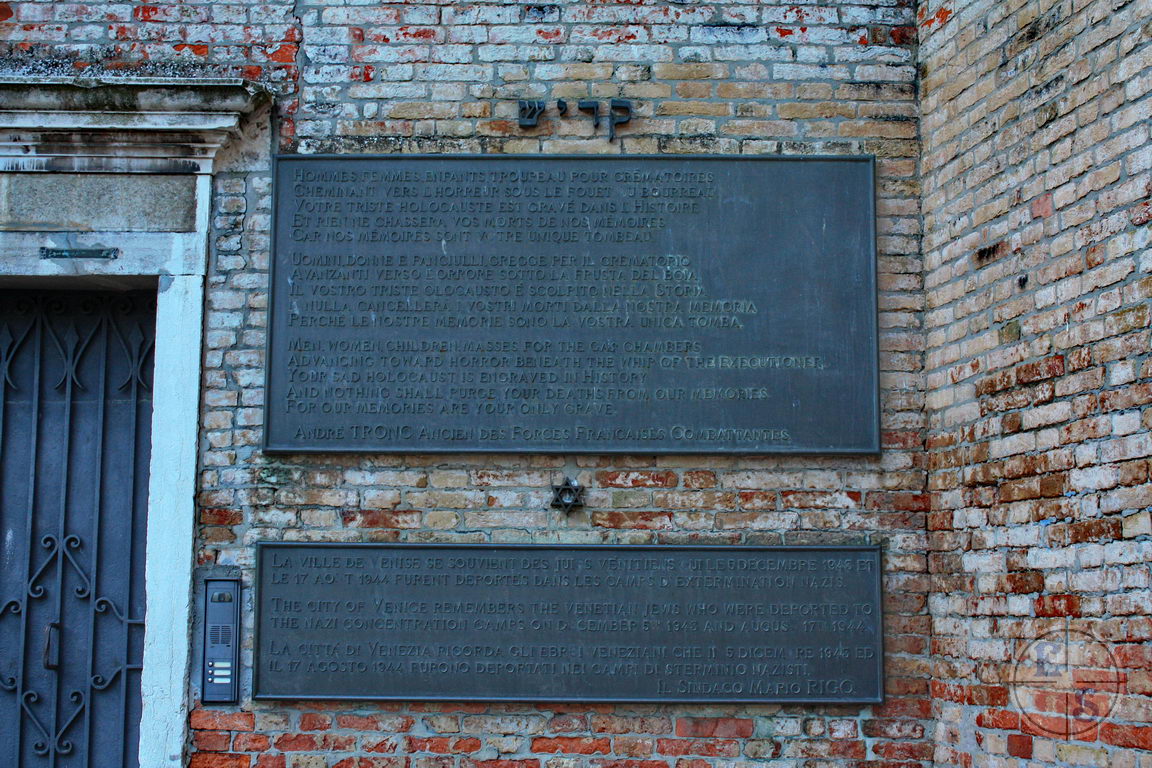 קדיש
HOMMES, FEMMES, ENFANTS, TROUPEAU POUR CRÉMATOIRES
CHEMINANT VERS L'HORREUR SOUS LE FOUET DU BOURREAU
VOTRE TRISTE HOLOCAUSTE EST GRAVÉ DANS L'HISTOIRE
ET RIEN NE CHASSERA VOS MORTS DE NOS MÉMOIRES
CAR NOS MÉMOIRES SONT VOTRE UNIQUE TOMBEAU.
UOMINI, DONNE E FANCIULLI, GREGGE PER IL CREMATORIO
AVANZANTI VERSO L'ORRORE SOTTO LA FRUSTA DEL BOIA
IL VOSTRO TRISTE OLOCAUSTO È SCOLPITO NELLA STORIA
E NULLA CANCELLERÀ I VOSTRI MORTI DALLA NOSTRA MEMORIA
PERCHÉ LE NOSTRE MEMORIE SONO LA VOSTRA UNICA TOMBA.
MEN, WOMEN, CHILDREN, MASSES FOR THE GAS CHAMBERS
ADVANCING TOWARD HORROR BENEATH THE WHIP OF THE EXECUTIONER
YOUR SAD HOLOCAUST IS ENGRAVED IN HISTORY
AND NOTHING SHALL PURGE YOUR DEATHS FROM OUR MEMORIES
FOR OUR MEMORIES ARE YOUR ONLY GRAVE.
ANDRÉ TRONC ANCIEN DES FORCES FRANÇAISES COMBATTANTES
LA VILLE DE VENISE SE SOUVIENT DES JUIFS VÉNITIENS QUI LE 5 DECEMBRE 1943 ET
LE 17 AOUT 1944 FURENT DÉPORTÉS DANS LES CAMPS D'EXTERMINATION NAZIS.
THE CITY OF VENICE REMEMBERS THE VENETIAN JEWS WHO WERE DEPORTED TO
THE NAZI CONCENTRATION CAMPS ON DECEMBER 5TH 1943 AND AUGUST 17TH 1944.
LA CITTÀ DI VENEZIA RICORDA GLI EBREI VENEZIANI CHE IL 5 DICEMBRE 1943 ED
IL 17 AGOSTO 1944 FURONO DEPORTATI NEI CAMPI DI STERMINIO NAZISTI.
IL SINDACO MARIO RIGO.